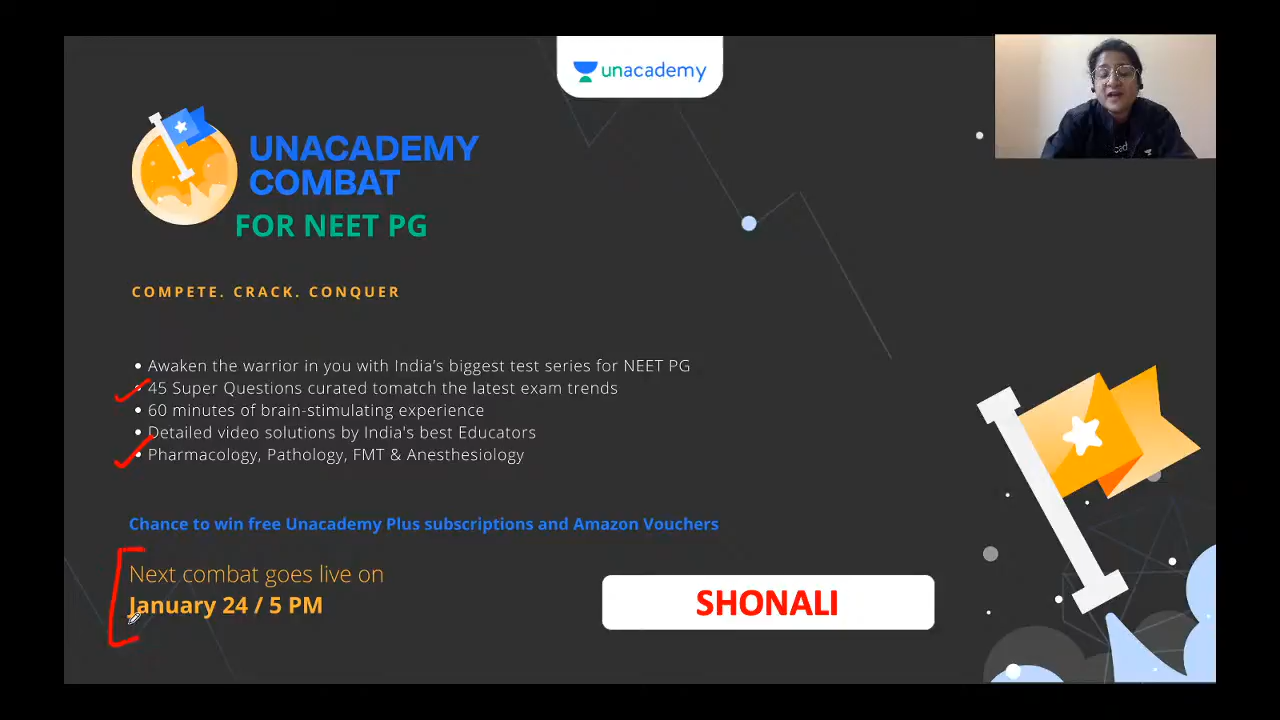 unacademy
UNACADEMY
COMBAT
FOR NEET PG
COMPETE. CRACK. CONQUER
• Awaken the warrior in you with India's biggest test series for NEET PG
• 45 Super Questions curated tomatch the latest exam trends
• 60 minutes of brain-stimulating experience
• Detailed video solutions by India's best Educators
• Pharmacology, Pathology, FMT & Anesthesiology
Chance to win free Unacademy Plus subscriptions and Amazon Vouchers
Next combat goes live on
January 24 / 5 PM
SHONALI